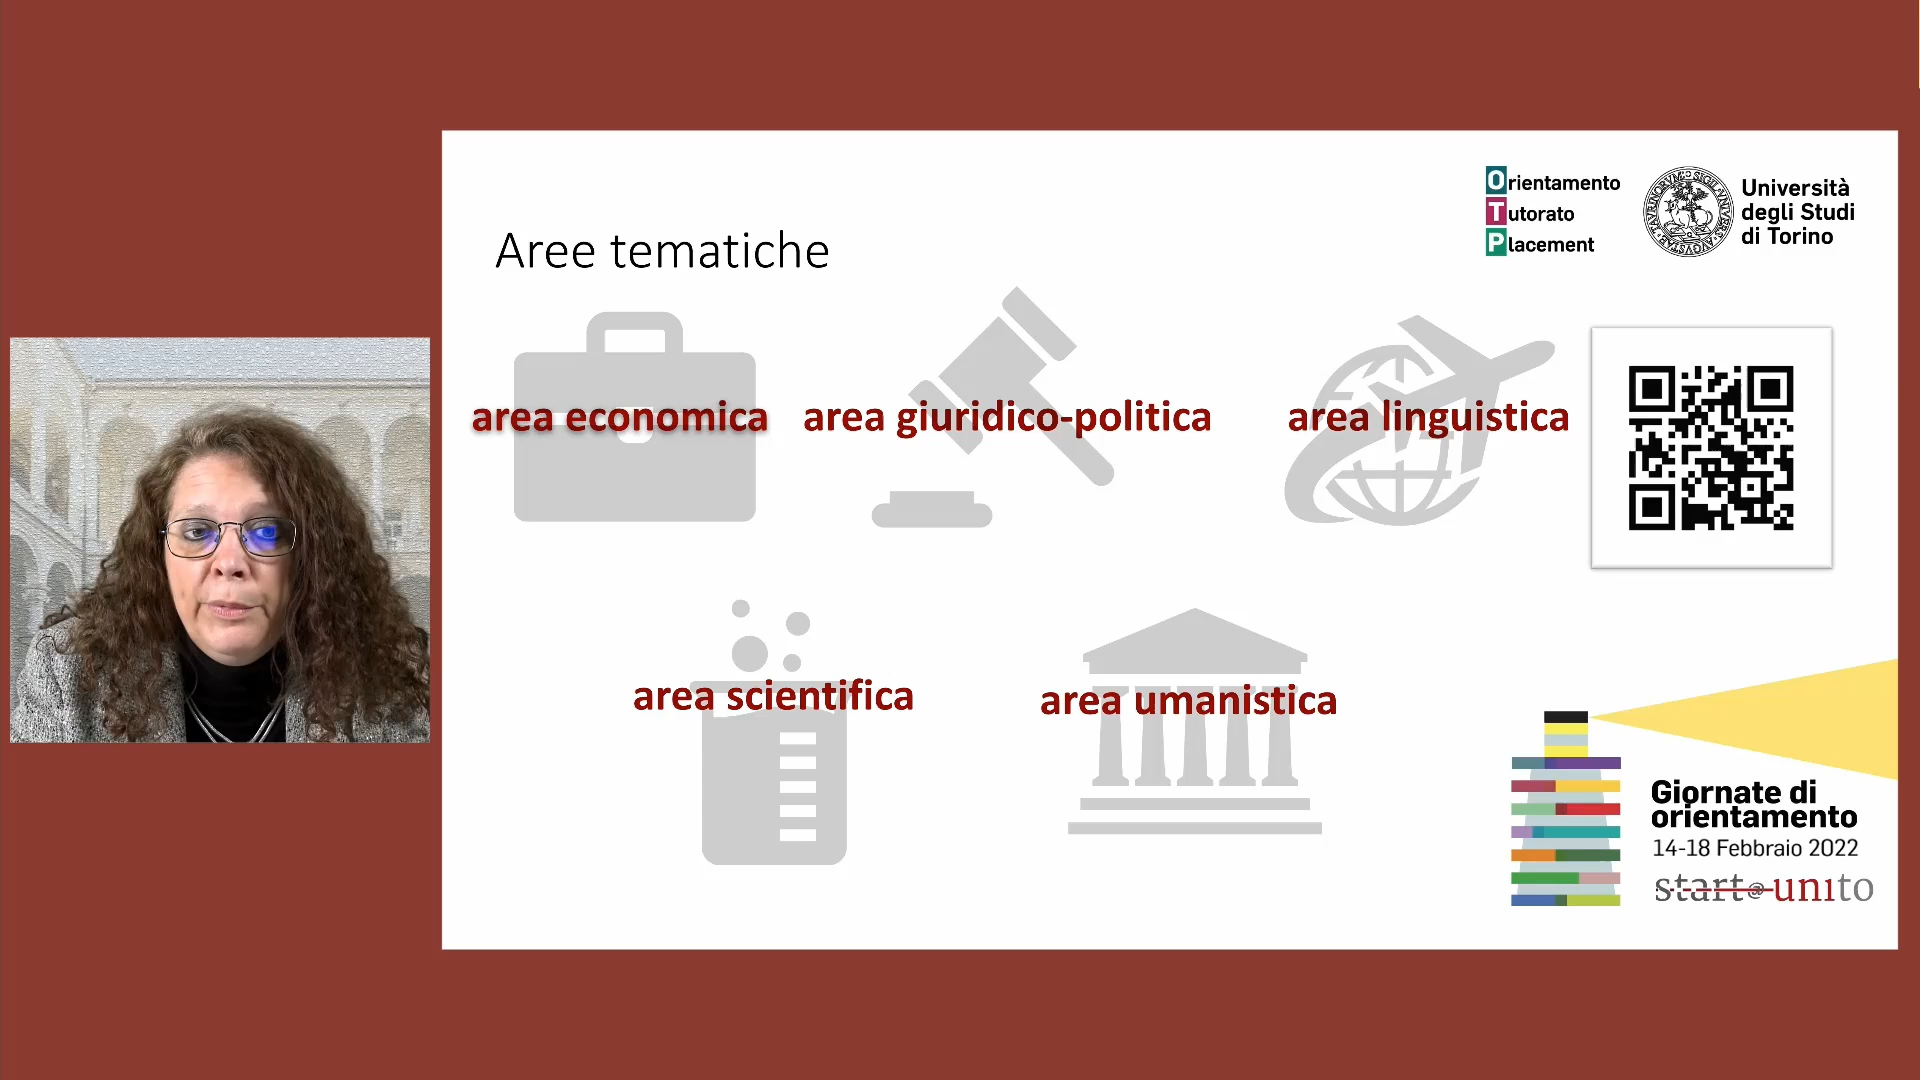 Orientamento
Tutorato
Placement
Università
degli Studi
di Torino
Aree tematiche
area economica
area giuridico-politica
area linguistica
area scientifica
area umanistica
Giornate di
orientamento
14-18 Febbraio 2022
start@unito